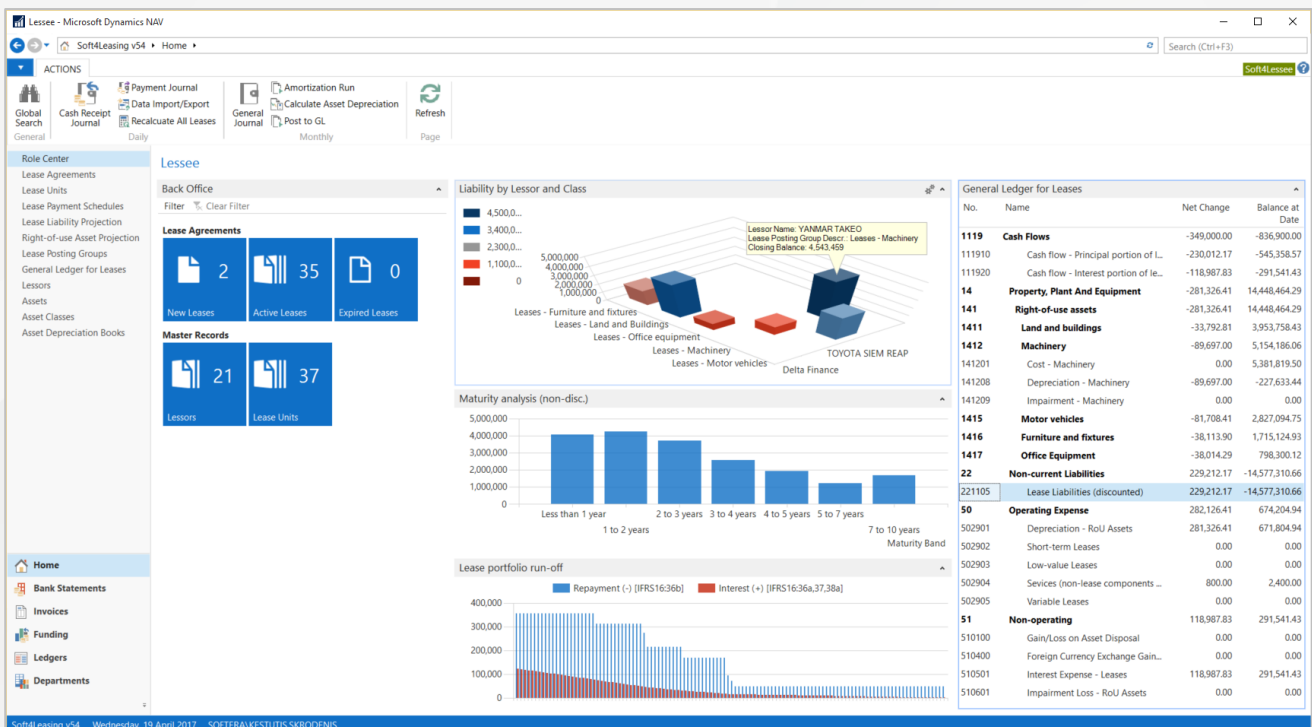 Lessee - Microsoft Dynamics NAV
Soft4Leasing v54 Home
Search (Ctrl+F3)
ACTIONS
Soft4Lessee
Global Search
General
Cash Receipt Journal
Payment Journal
Data Import/Export
Recalcuate All Leases
Daily
General Journal
Amortization Run
Calculate Asset Depreciation
Post to GL
Monthly
Refresh
Page
Role Center
Lease Agreements
Lease Units
Lease Payment Schedules
Lease Liability Projection
Right-of-use Asset Projection
Lease Posting Groups
General Ledger for Leases
Lessors
Assets
Asset Classes
Asset Depreciation Books
Home
Bank Statements
Invoices
Funding
Ledgers
Departments
Lessee
Back Office
Filter Clear Filter
Lease Agreements
2
New Leases
35
Active Leases
0
Expired Leases
Master Records
21
Lessors
37
Lease Units
Liability by Lessor and Class
4,500,0...
3,400,0...
2,300,0...
1,100,0...
0
5,000,000
4,000,000
3,000,000
2,000,000
1,000,000
0
Lessor Name: YANMAR TAKEO
Lease Posting Group Descr.: Leases - Machinery
Closing Balance: 4,543,459
Leases - Furniture and fixtures
Leases - Land and Buildings
Leases - Office equipment
Leases - Machinery
Leases - Motor vehicles
TOYOTA SIEM REAP
Delta Finance
Maturity analysis (non-disc.)
5,000,000
4,000,000
3,000,000
2,000,000
1,000,000
0
Less than 1 year 2 to 3 years 3 to 4 years 4 to 5 years 5 to 7 years
1 to 2 years 7 to 10 years
Maturity Band
Lease portfolio run-off
Repayment (-) [IFRS16:36b] Interest (+) [IFRS16:36a,37,38a]
400,000
300,000
200,000
100,000
0
General Ledger for Leases
No. Name Net Change Balance at Date
1119 Cash Flows -349,000.00 -836,900.00
111910 Cash flow - Principal portion of l... -230,012.17 -545,358.57
111920 Cash flow - Interest portion of le... -118,987.83 -291,541.43
14 Property, Plant And Equipment -281,326.41 14,448,464.29
141 Right-of-use assets -281,326.41 14,448,464.29
1411 Land and buildings -33,792.81 3,953,758.43
1412 Machinery -89,697.00 5,154,186.06
141201 Cost - Machinery 0.00 5,381,819.50
141208 Depreciation - Machinery -89,697.00 -227,633.44
141209 Impairment - Machinery 0.00 0.00
1415 Motor vehicles -81,708.41 2,827,094.75
1416 Furniture and fixtures -38,113.90 1,715,124.93
1417 Office Equipment -38,014.29 798,300.12
22 Non-current Liabilities 229,212.17 -14,577,310.66
221105 Lease Liabilities (discounted) 229,212.17 -14,577,310.66
50 Operating Expense 282,126.41 674,204.94
502901 Depreciation - RoU Assets 281,326.41 671,804.94
502902 Short-term Leases 0.00 0.00
502903 Low-value Leases 0.00 0.00
502904 Sevices (non-lease components ... 800.00 2,400.00
502905 Variable Leases 0.00 0.00
51 Non-operating 118,987.83 291,541.43
510100 Gain/Loss on Asset Disposal 0.00 0.00
510400 Foreign Currency Exchange Gain... 0.00 0.00
510501 Interest Expense - Leases 118,987.83 291,541.43
510601 Impairment Loss - RoU Assets 0.00 0.00
Soft4Leasing v54 Wednesday, 19 April 2017 SOFTERA\KESTUTIS.SKRODENIS